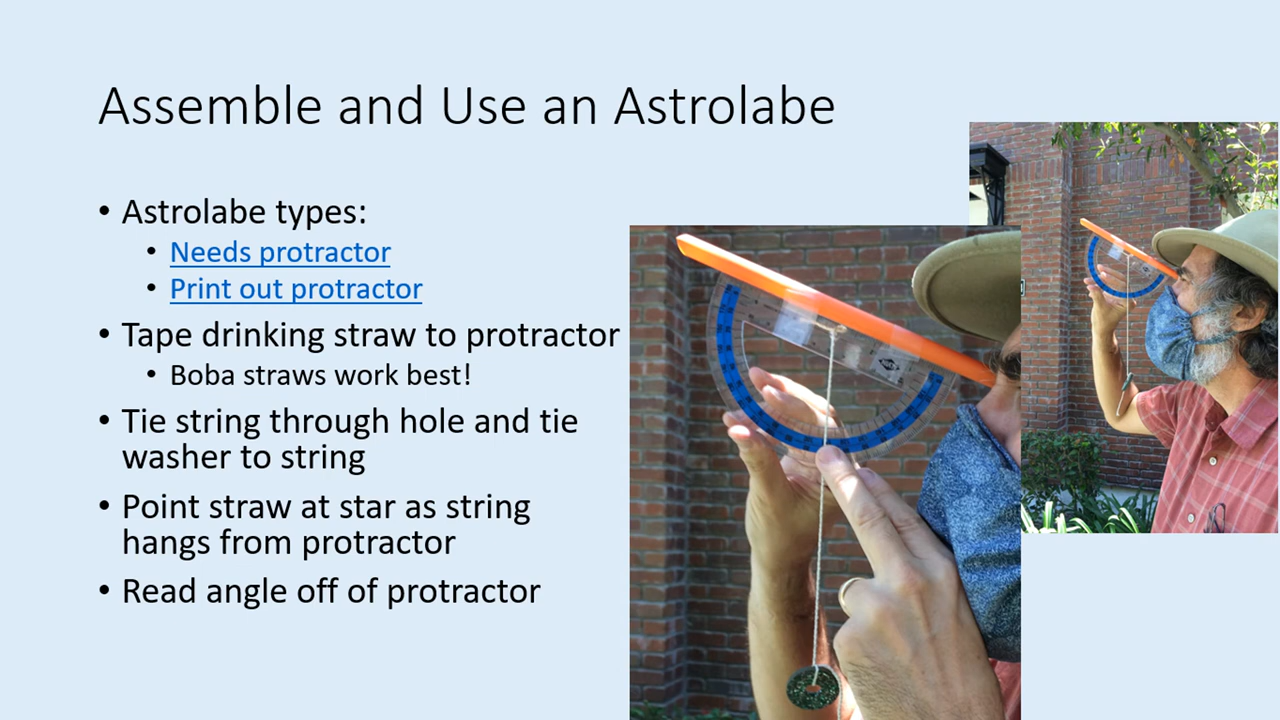 Assemble and Use an Astrolabe
• Astrolabe types:
• Needs protractor
• Print out protractor
• Tape drinking straw to protractor
• Boba straws work best!
• Tie string through hole and tie
washer to string
• Point straw at star as string
hangs from protractor
• Read angle off of protractor